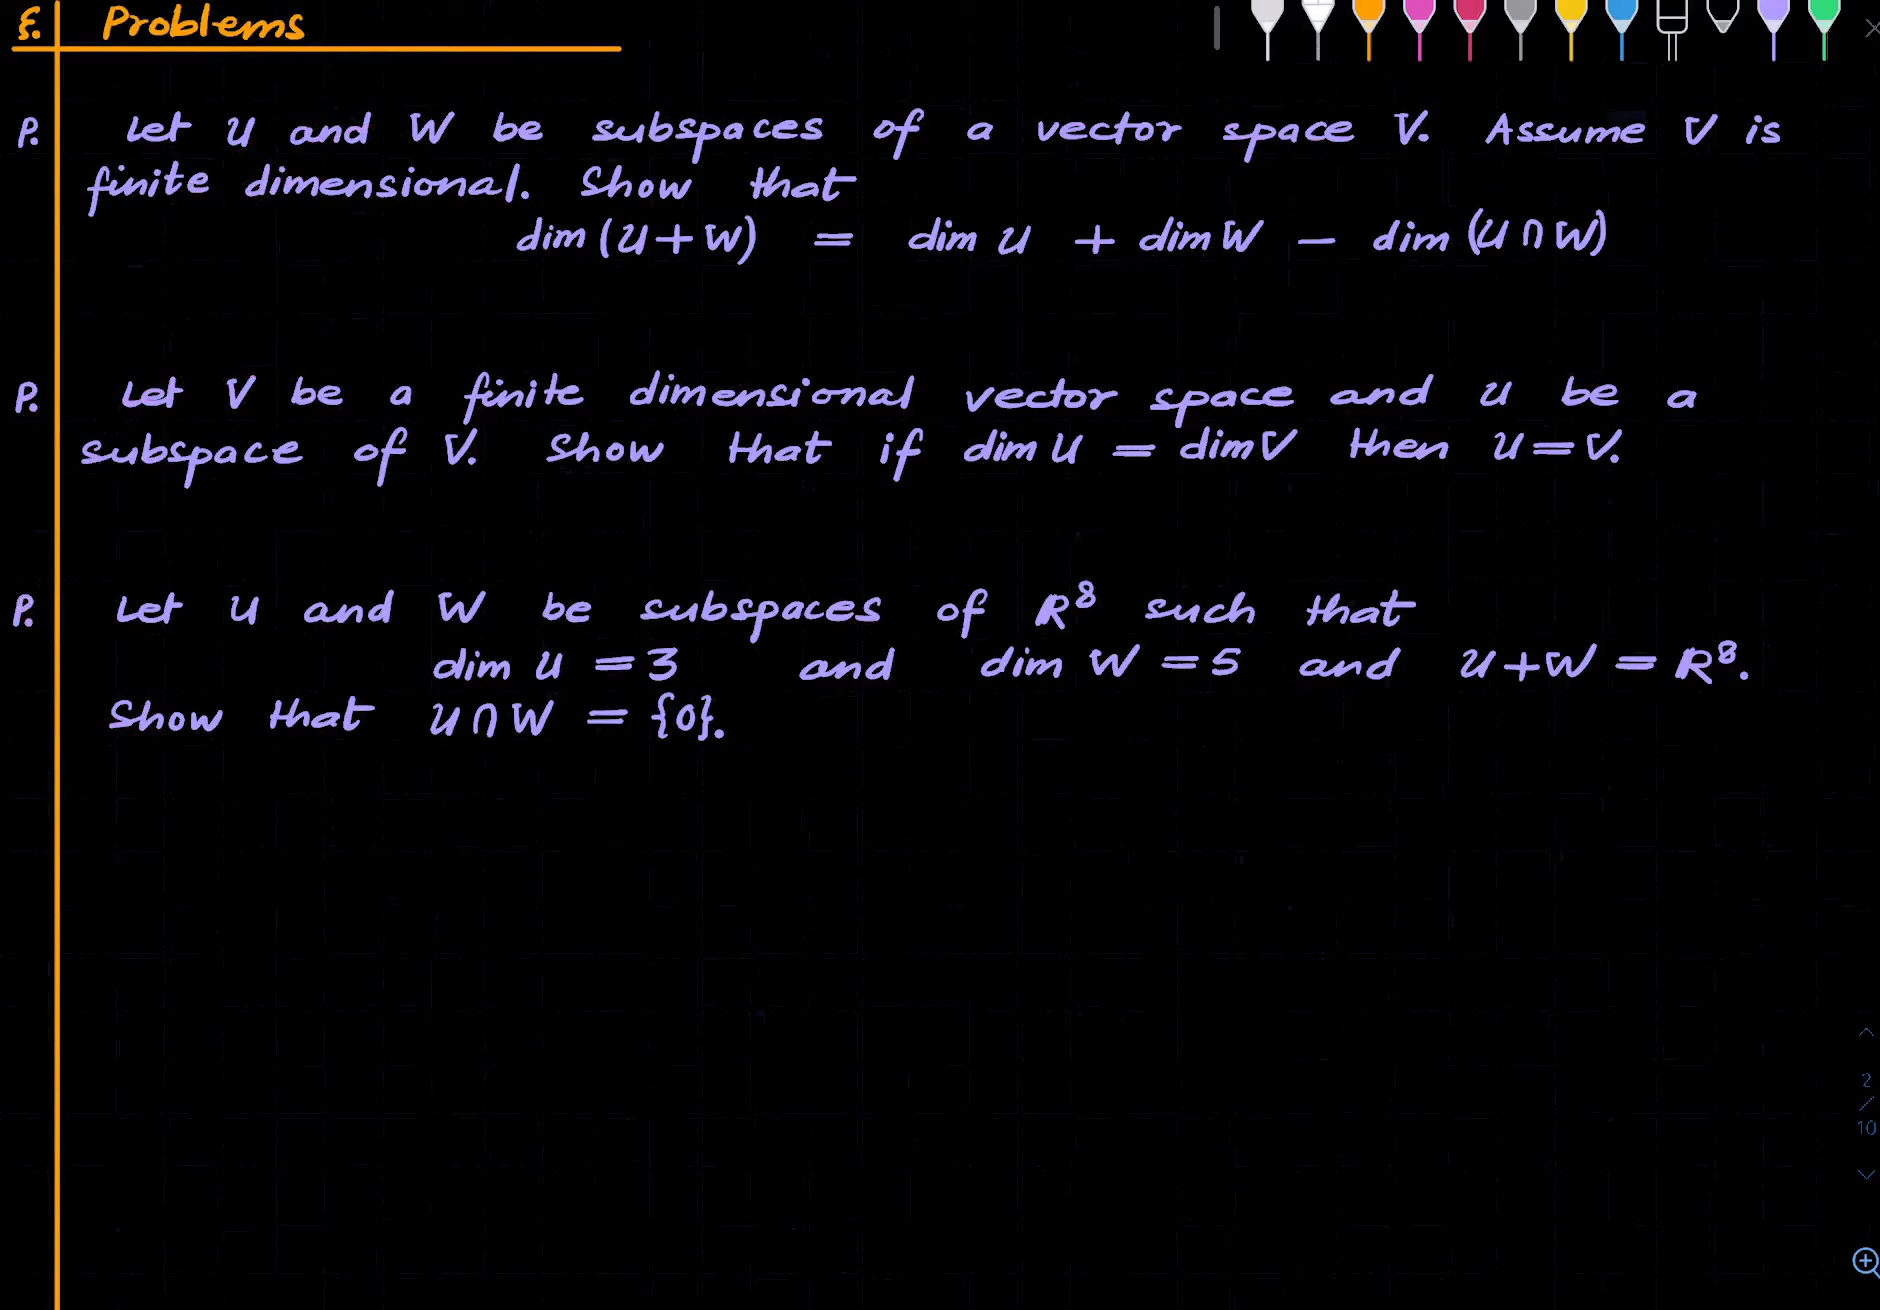 §. Problems
P. Let U and W be subspaces of a vector space V. Assume V is
finite dimensional. Show that
dim (U + W) = dim U + dim W - dim (U ∩ W)
P. Let V be a finite dimensional vector space and U be a
subspace of V. Show that if dim U = dim V then U = V.
P. Let U and W be subspaces of R⁸ such that
dim U = 3 and dim W = 5 and U + W = R⁸.
Show that U ∩ W = {0}.
2
/
10